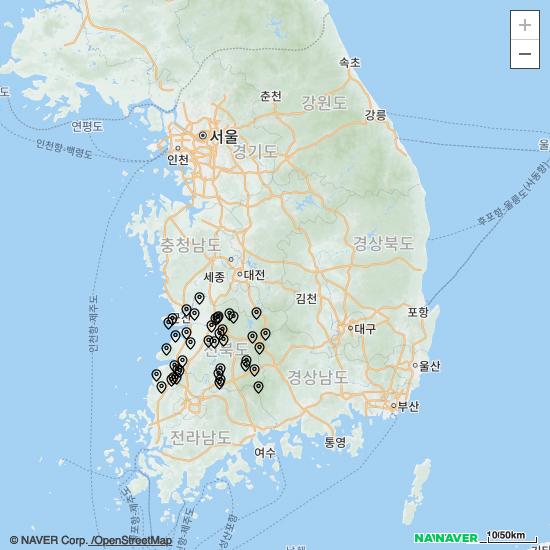 +
−
속초
도
춘천
강원도
강릉
연평도
서울
울
인천항-백령도
인천
경기도
후포항-울릉도(사동항)
충청남도
경상북도
세종
대전
김천
인천항-제주도
포항
군산
대구
전북도
울산
경상남도
부산
전라남도
여수
통영
목포항-제주도
© NAVER Corp. /OpenStreetMap
NAVER
10/50km